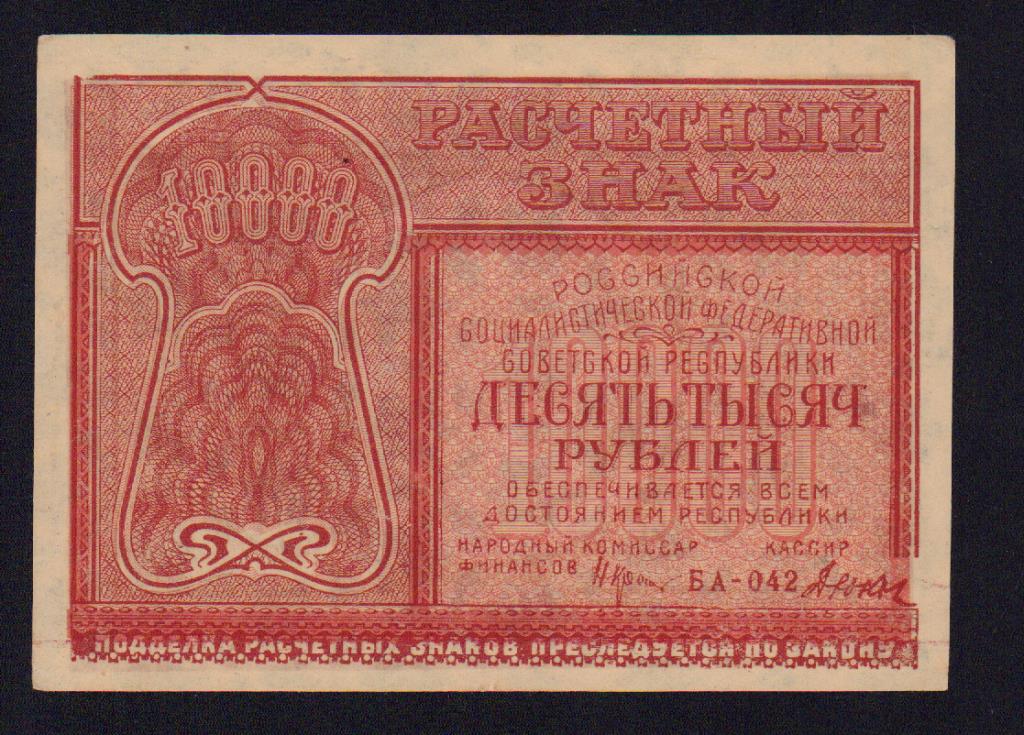 РАСЧЕТНЫЙ
ЗНАК
10000
РОССИЙСКОЙ
СОЦИАЛИСТИЧЕСКОЙ ФЕДЕРАТИВНОЙ
СОВЕТСКОЙ РЕСПУБЛИКИ
ДЕСЯТЬ ТЫСЯЧ
РУБЛЕЙ
ОБЕСПЕЧИВАЕТСЯ ВСЕМ
ДОСТОЯНИЕМ РЕСПУБЛИКИ
НАРОДНЫЙ КОМИССАР КАССИР
ФИНАНСОВ БА-042
ПОДДЕЛКА РАСЧЕТНЫХ ЗНАКОВ ПРЕСЛЕДУЕТСЯ ПО ЗАКОНУ